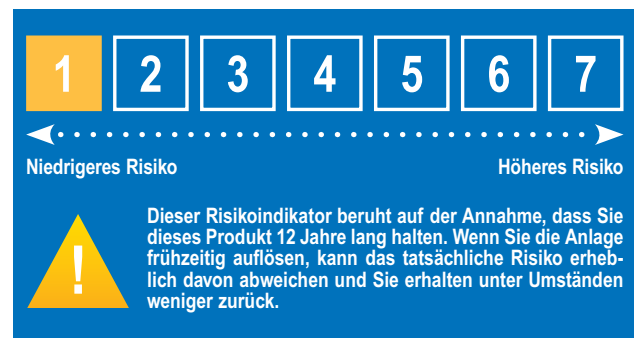 1 2 3 4 5 6 7
Niedrigeres Risiko Höheres Risiko
Dieser Risikoindikator beruht auf der Annahme, dass Sie
dieses Produkt 12 Jahre lang halten. Wenn Sie die Anlage
frühzeitig auflösen, kann das tatsächliche Risiko erheb-
lich davon abweichen und Sie erhalten unter Umständen
weniger zurück.
!